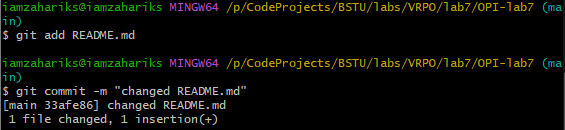 iamzahariks@iamzahariks MINGW64 /p/CodeProjects/BSTU/labs/VRPO/lab7/OPI-lab7 (ma
in)
$ git add README.md
iamzahariks@iamzahariks MINGW64 /p/CodeProjects/BSTU/labs/VRPO/lab7/OPI-lab7 (ma
in)
$ git commit -m "changed README.md"
[main 33afe86] changed README.md
 1 file changed, 1 insertion(+)